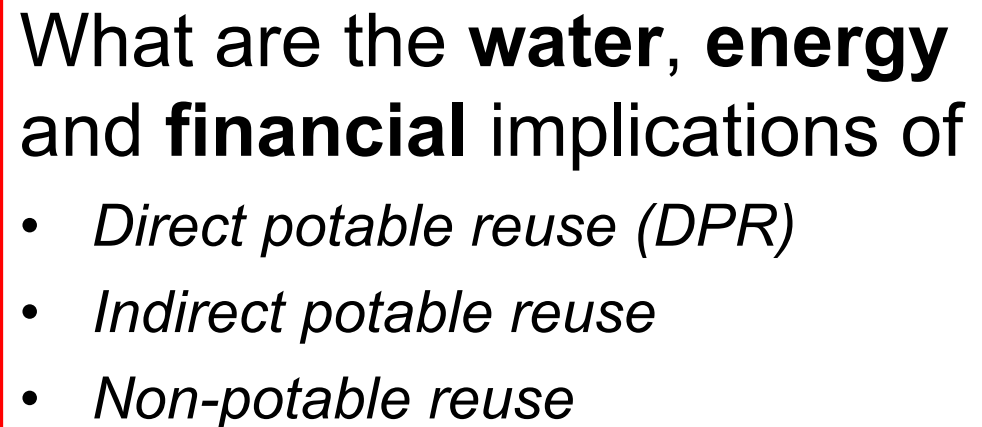 What are the water, energy
and financial implications of
• Direct potable reuse (DPR)
• Indirect potable reuse
• Non-potable reuse